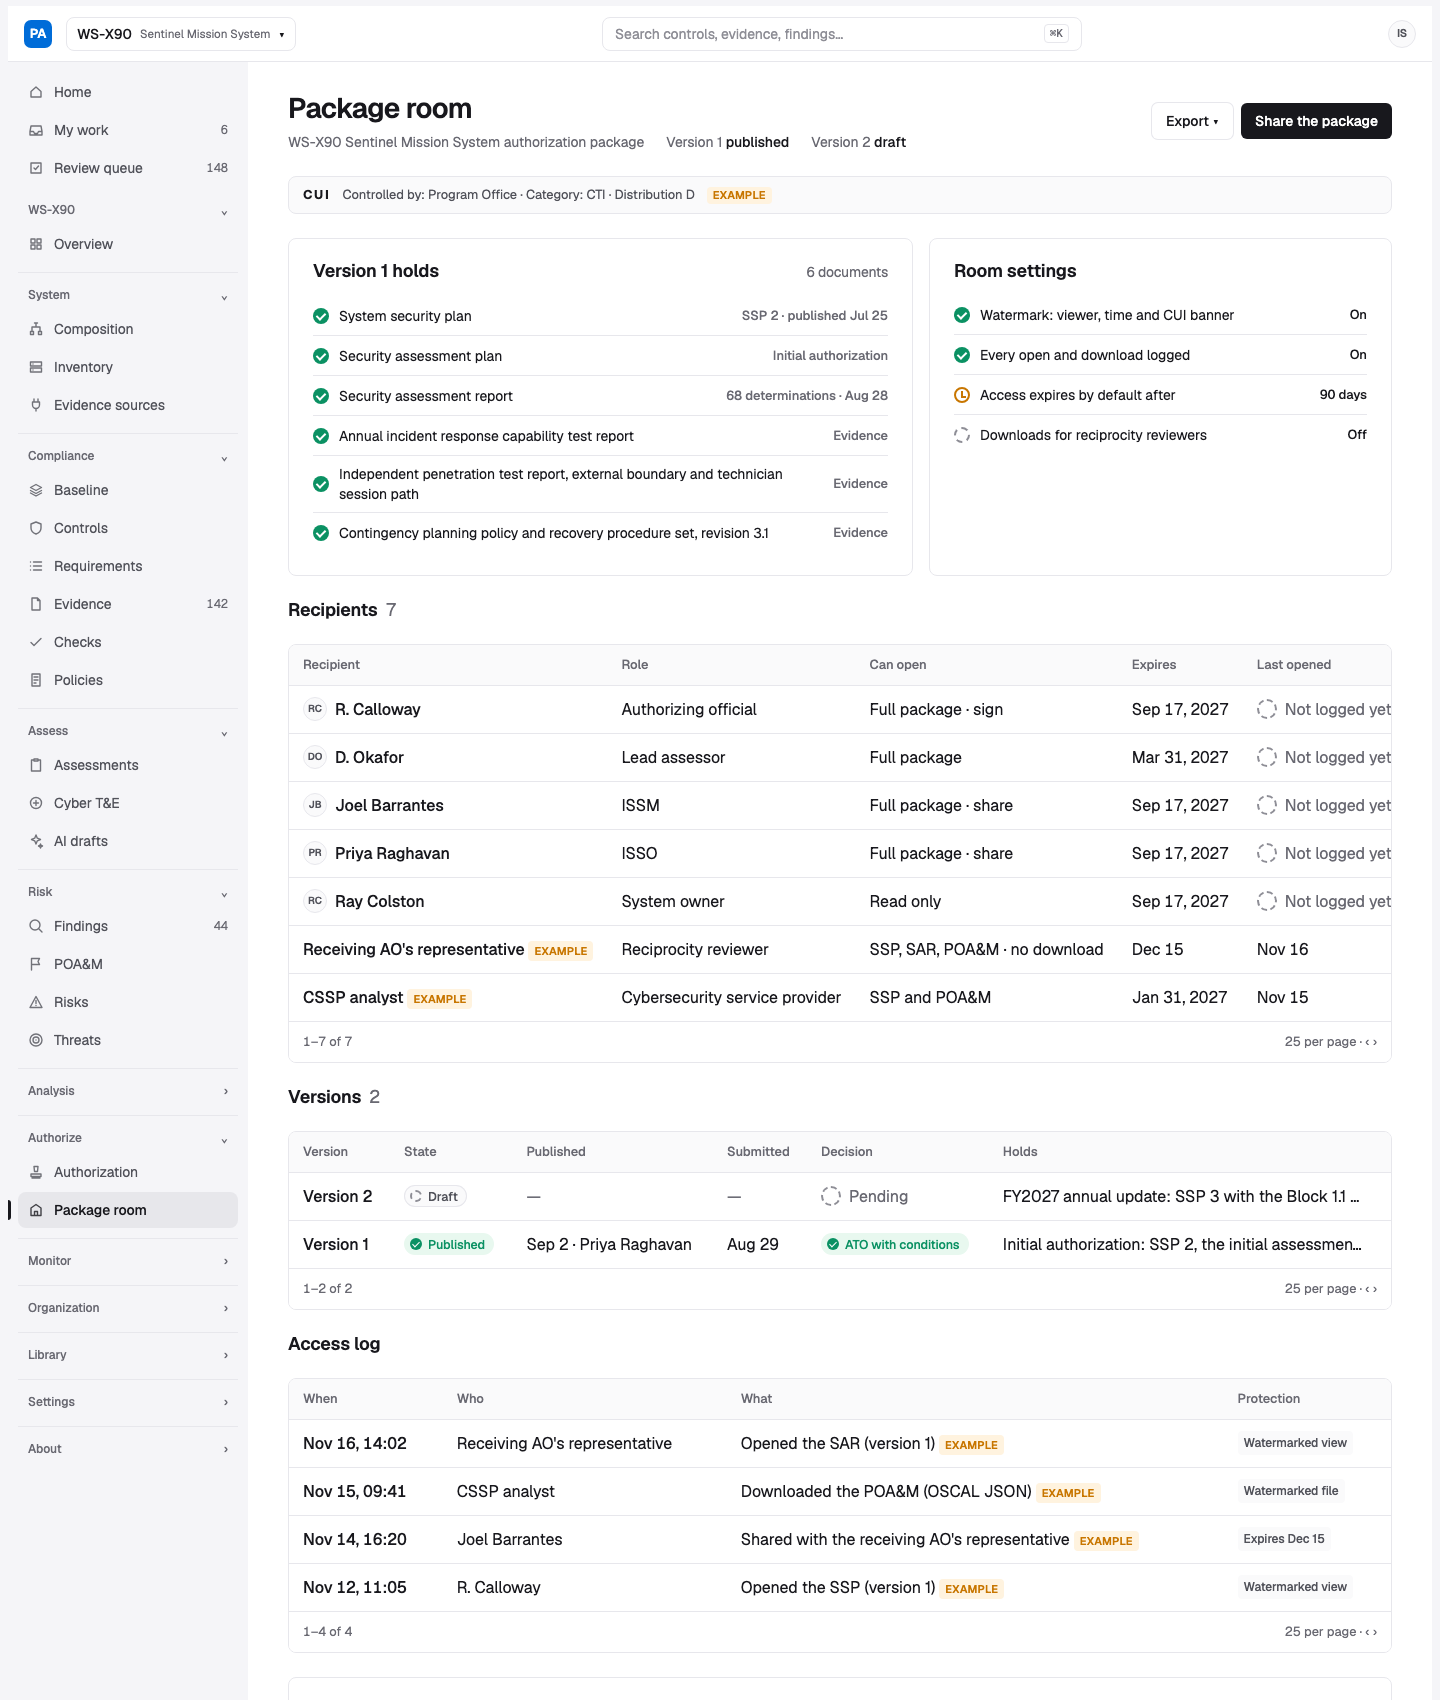 PA WS-X90 Sentinel Mission System ▾ Search controls, evidence, findings... ⌘K IS
Home
My work 6
Review queue 148
WS-X90
Overview
System
Composition
Inventory
Evidence sources
Compliance
Baseline
Controls
Requirements
Evidence 142
Checks
Policies
Assess
Assessments
Cyber T&E
AI drafts
Risk
Findings 44
POA&M
Risks
Threats
Analysis ›
Authorize
Authorization
Package room
Monitor ›
Organization ›
Library ›
Settings ›
About ›
Package room
WS-X90 Sentinel Mission System authorization package Version 1 published Version 2 draft
Export ▾ Share the package
CUI Controlled by: Program Office · Category: CTI · Distribution D EXAMPLE
Version 1 holds 6 documents
System security plan SSP 2 · published Jul 25
Security assessment plan Initial authorization
Security assessment report 68 determinations · Aug 28
Annual incident response capability test report Evidence
Independent penetration test report, external boundary and technician
session path Evidence
Contingency planning policy and recovery procedure set, revision 3.1 Evidence
Room settings
Watermark: viewer, time and CUI banner On
Every open and download logged On
Access expires by default after 90 days
Downloads for reciprocity reviewers Off
Recipients 7
Recipient Role Can open Expires Last opened
RC R. Calloway Authorizing official Full package · sign Sep 17, 2027 Not logged yet
DO D. Okafor Lead assessor Full package Mar 31, 2027 Not logged yet
JB Joel Barrantes ISSM Full package · share Sep 17, 2027 Not logged yet
PR Priya Raghavan ISSO Full package · share Sep 17, 2027 Not logged yet
RC Ray Colston System owner Read only Sep 17, 2027 Not logged yet
Receiving AO's representative EXAMPLE Reciprocity reviewer SSP, SAR, POA&M · no download Dec 15 Nov 16
CSSP analyst EXAMPLE Cybersecurity service provider SSP and POA&M Jan 31, 2027 Nov 15
1–7 of 7 25 per page · ‹ ›
Versions 2
Version State Published Submitted Decision Holds
Version 2 Draft — — Pending FY2027 annual update: SSP 3 with the Block 1.1 ...
Version 1 Published Sep 2 · Priya Raghavan Aug 29 ATO with conditions Initial authorization: SSP 2, the initial assessmen...
1–2 of 2 25 per page · ‹ ›
Access log
When Who What Protection
Nov 16, 14:02 Receiving AO's representative Opened the SAR (version 1) EXAMPLE Watermarked view
Nov 15, 09:41 CSSP analyst Downloaded the POA&M (OSCAL JSON) EXAMPLE Watermarked file
Nov 14, 16:20 Joel Barrantes Shared with the receiving AO's representative EXAMPLE Expires Dec 15
Nov 12, 11:05 R. Calloway Opened the SSP (version 1) EXAMPLE Watermarked view
1–4 of 4 25 per page · ‹ ›